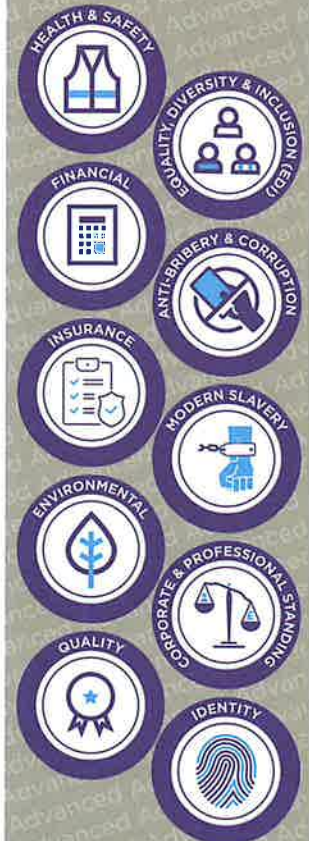 HEALTH & SAFETY
EQUALITY, DIVERSITY & INCLUSION (EDI)
FINANCIAL
ANTI-BRIBERY & CORRUPTION
INSURANCE
MODERN SLAVERY
ENVIRONMENTAL
CORPORATE & PROFESSIONAL STANDING
QUALITY
IDENTITY
Advanced